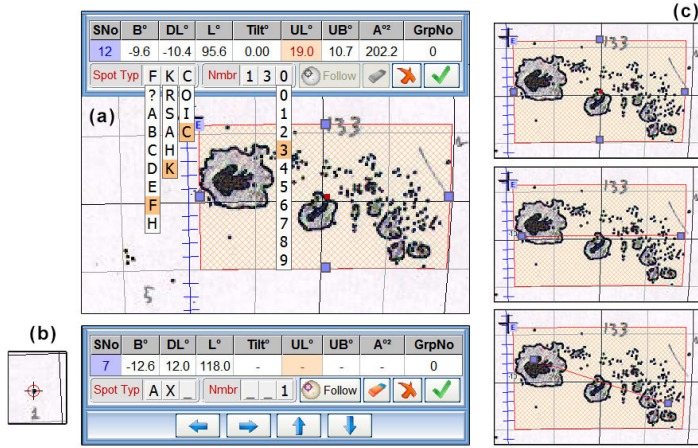 (c)
SNo B° DL° L° Tilt° UL° UB° A°² GrpNo
12 -9.6 -10.4 95.6 0.00 19.0 10.7 202.2 0
Spot Typ F K C Nmbr 1 3 0 Follow
? R O 0
A S I 1
B A C 2
C H 3
D K 4
E 5
F 6
H 7
8
9
(a)
E
133
5
E
133
E
133
E
133
(b)
1
SNo B° DL° L° Tilt° UL° UB° A°² GrpNo
7 -12.6 12.0 118.0 - - - - 0
Spot Typ A X _ Nmbr _ _ 1 Follow